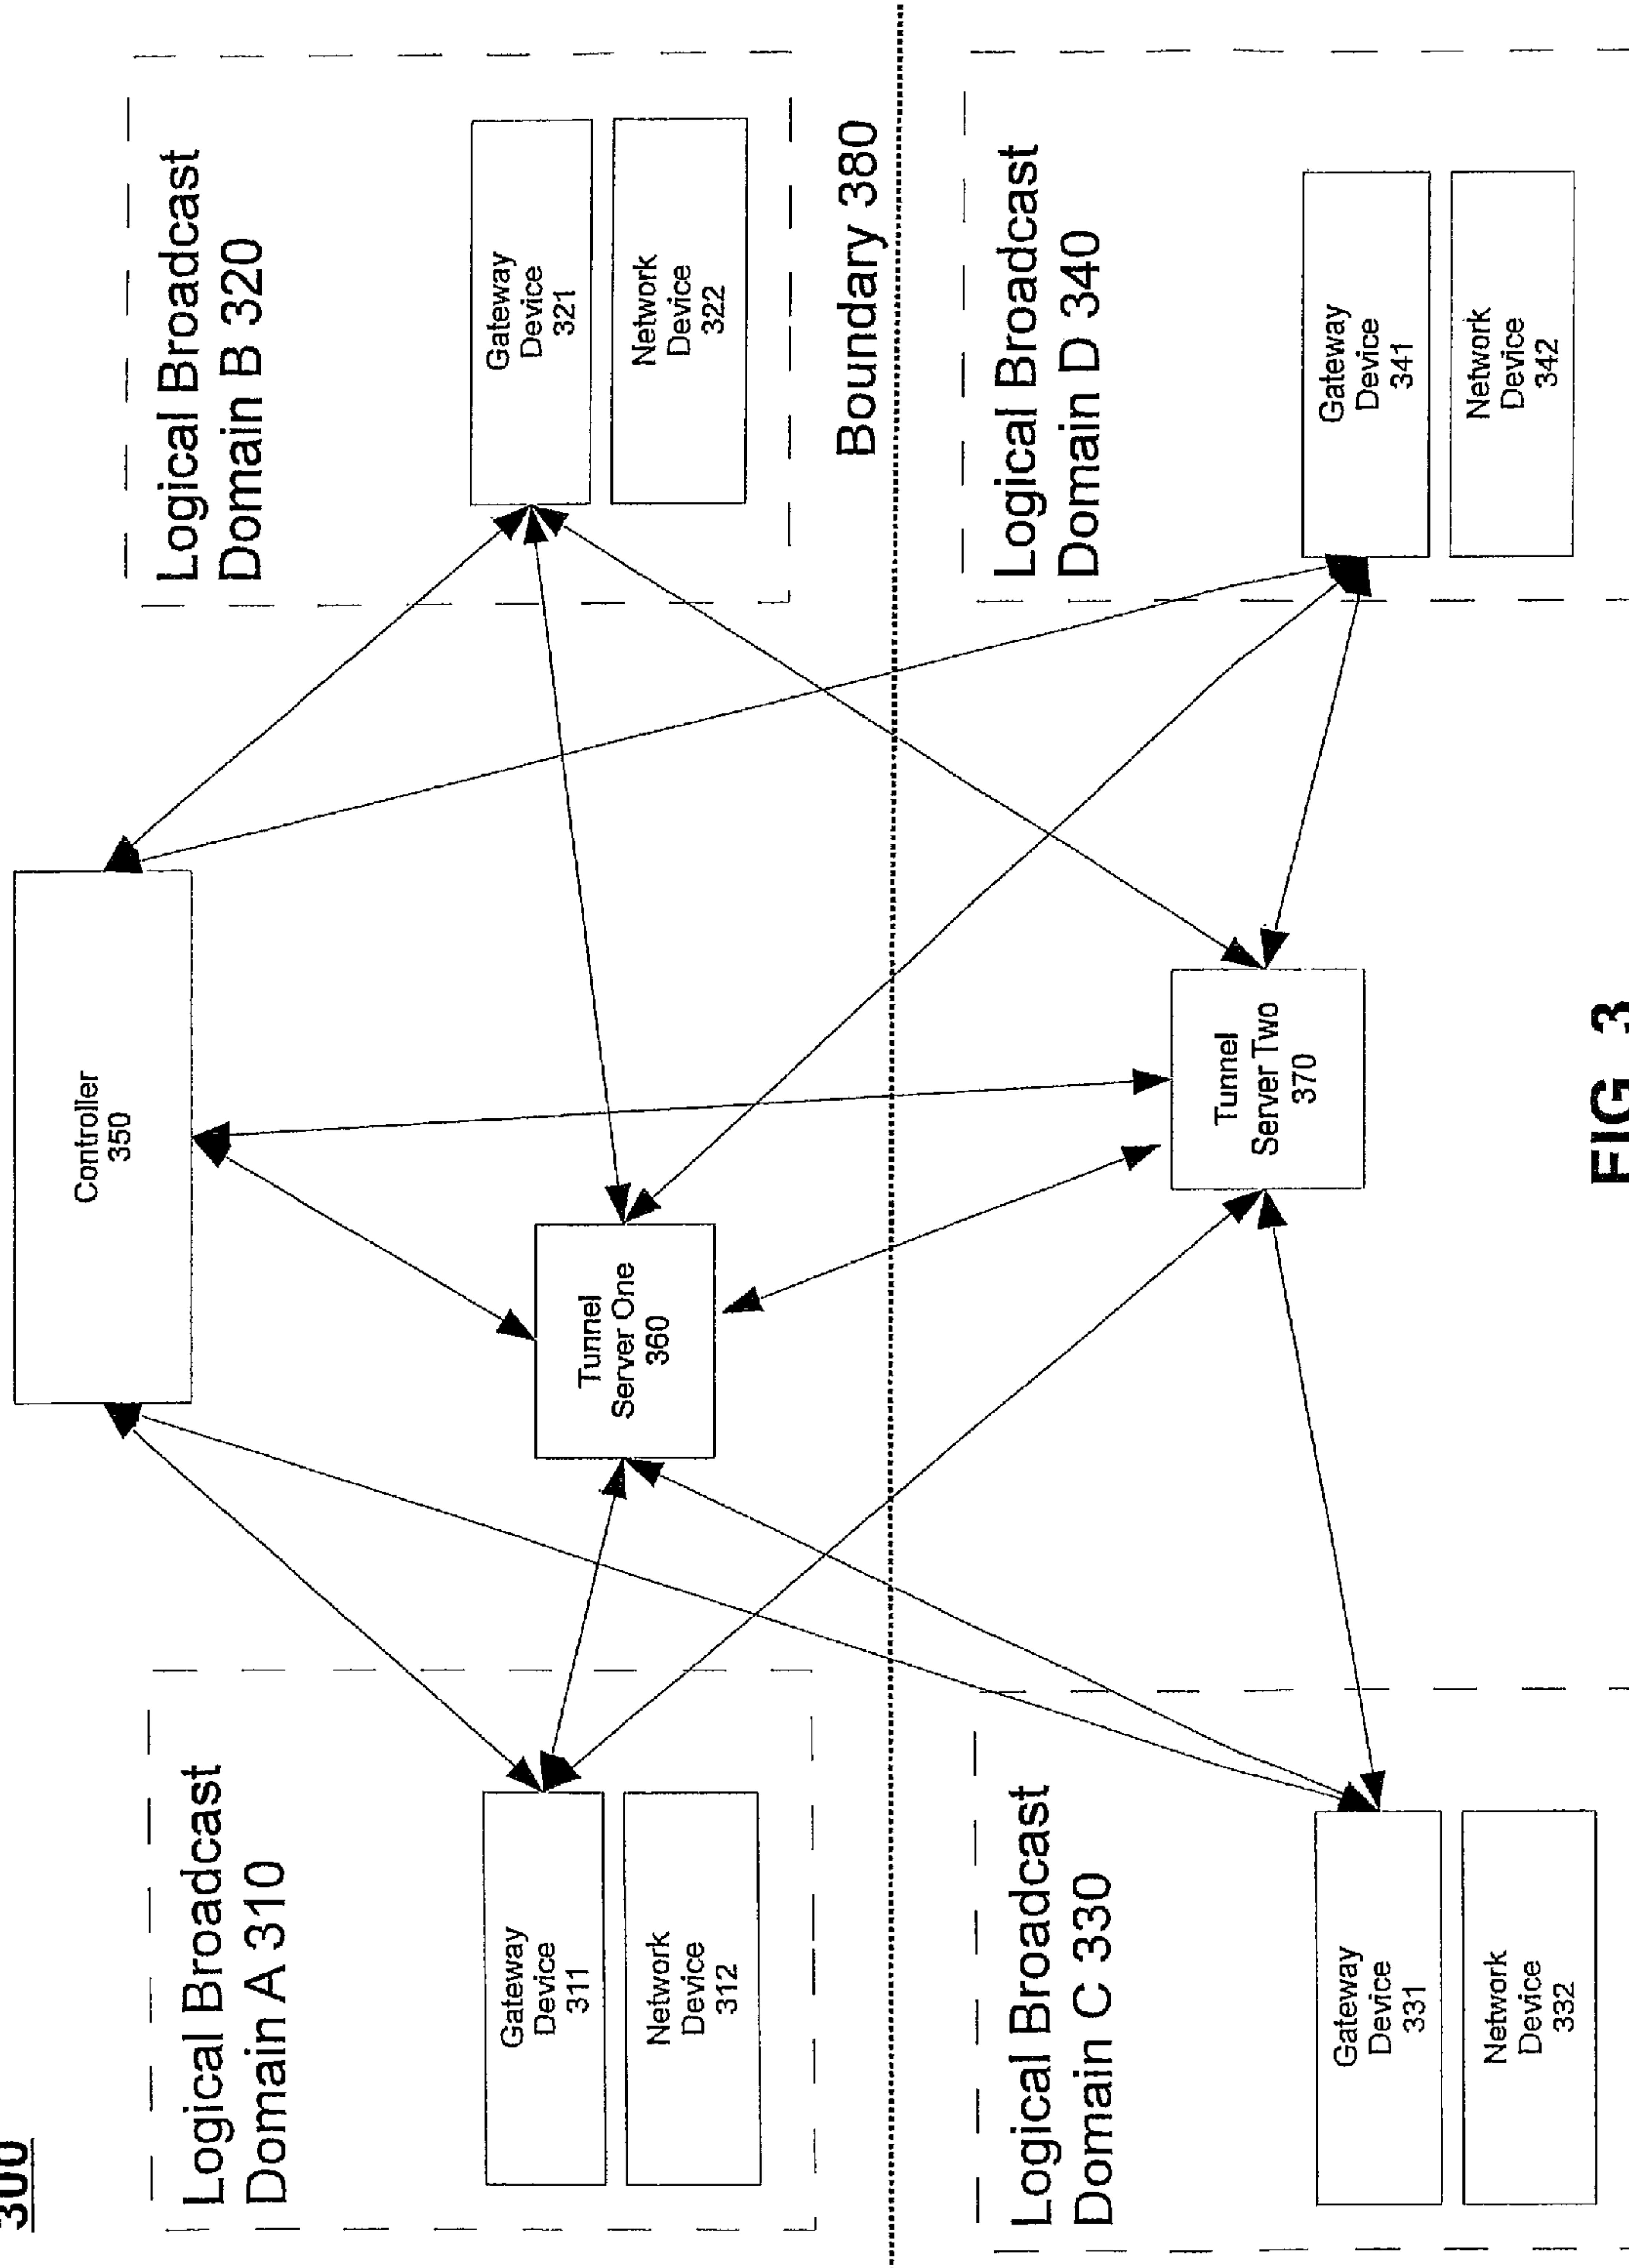 300
Controller
350
Logical Broadcast
Domain A 310
Gateway
Device
311
Network
Device
312
Tunnel
Server One
360
Logical Broadcast
Domain B 320
Gateway
Device
321
Network
Device
322
Boundary 380
Logical Broadcast
Domain C 330
Gateway
Device
331
Network
Device
332
Tunnel
Server Two
370
Logical Broadcast
Domain D 340
Gateway
Device
341
Network
Device
342
FIG. 3